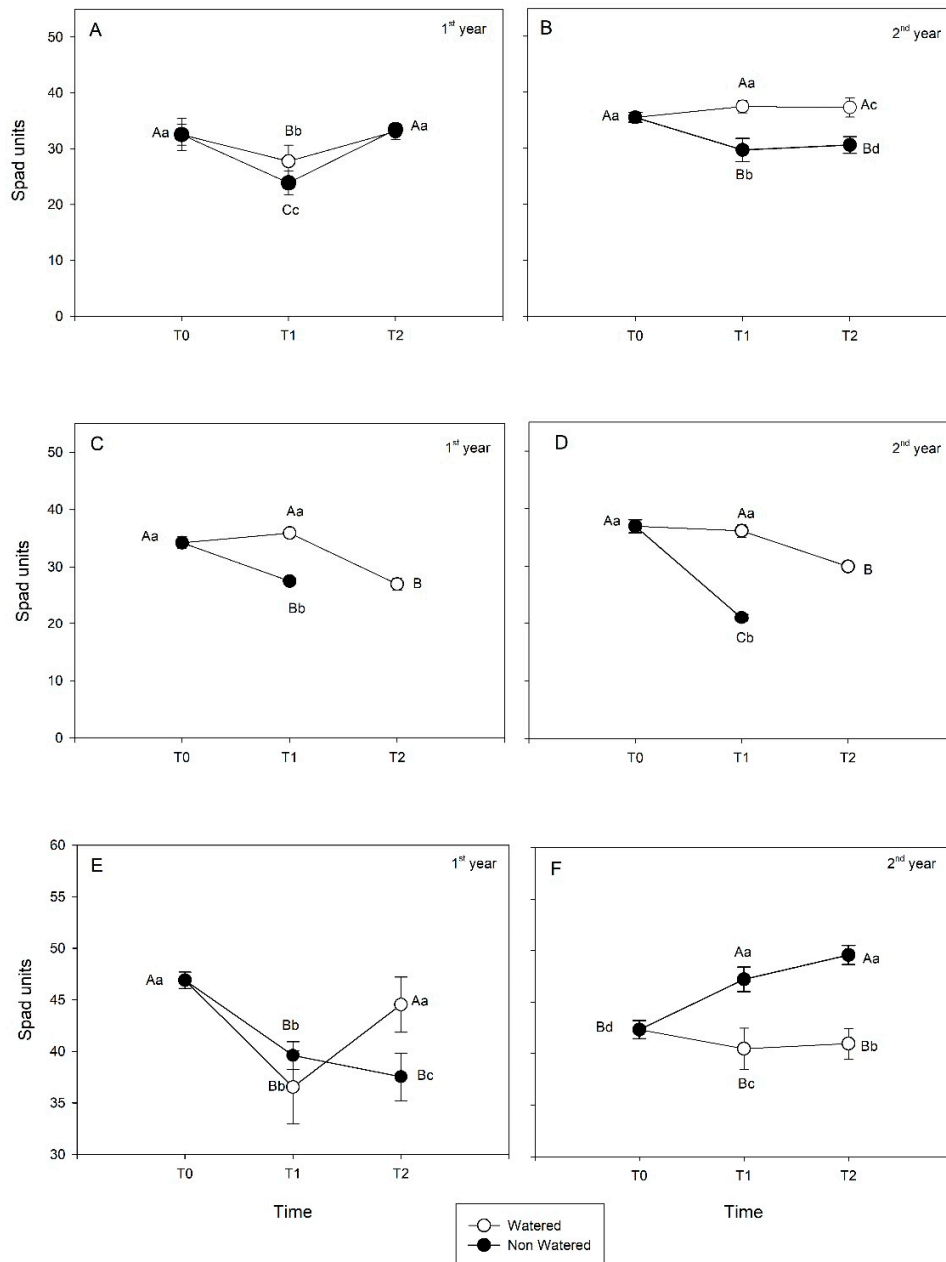 A
1st year
B
2nd year
Spad units
50
40
30
20
10
0
Aa
Bb
Cc
Aa
Aa
Aa
Bb
Ac
Bd
T0 T1 T2
T0 T1 T2
C
1st year
D
2nd year
Spad units
50
40
30
20
10
0
Aa
Aa
Bb
B
Aa
Aa
Cb
B
T0 T1 T2
T0 T1 T2
E
1st year
F
2nd year
Spad units
60
55
50
45
40
35
30
Aa
Bb
Bb
Aa
Bc
Bd
Aa
Bc
Aa
Bb
T0 T1 T2
T0 T1 T2
Time
Time
Watered
Non Watered